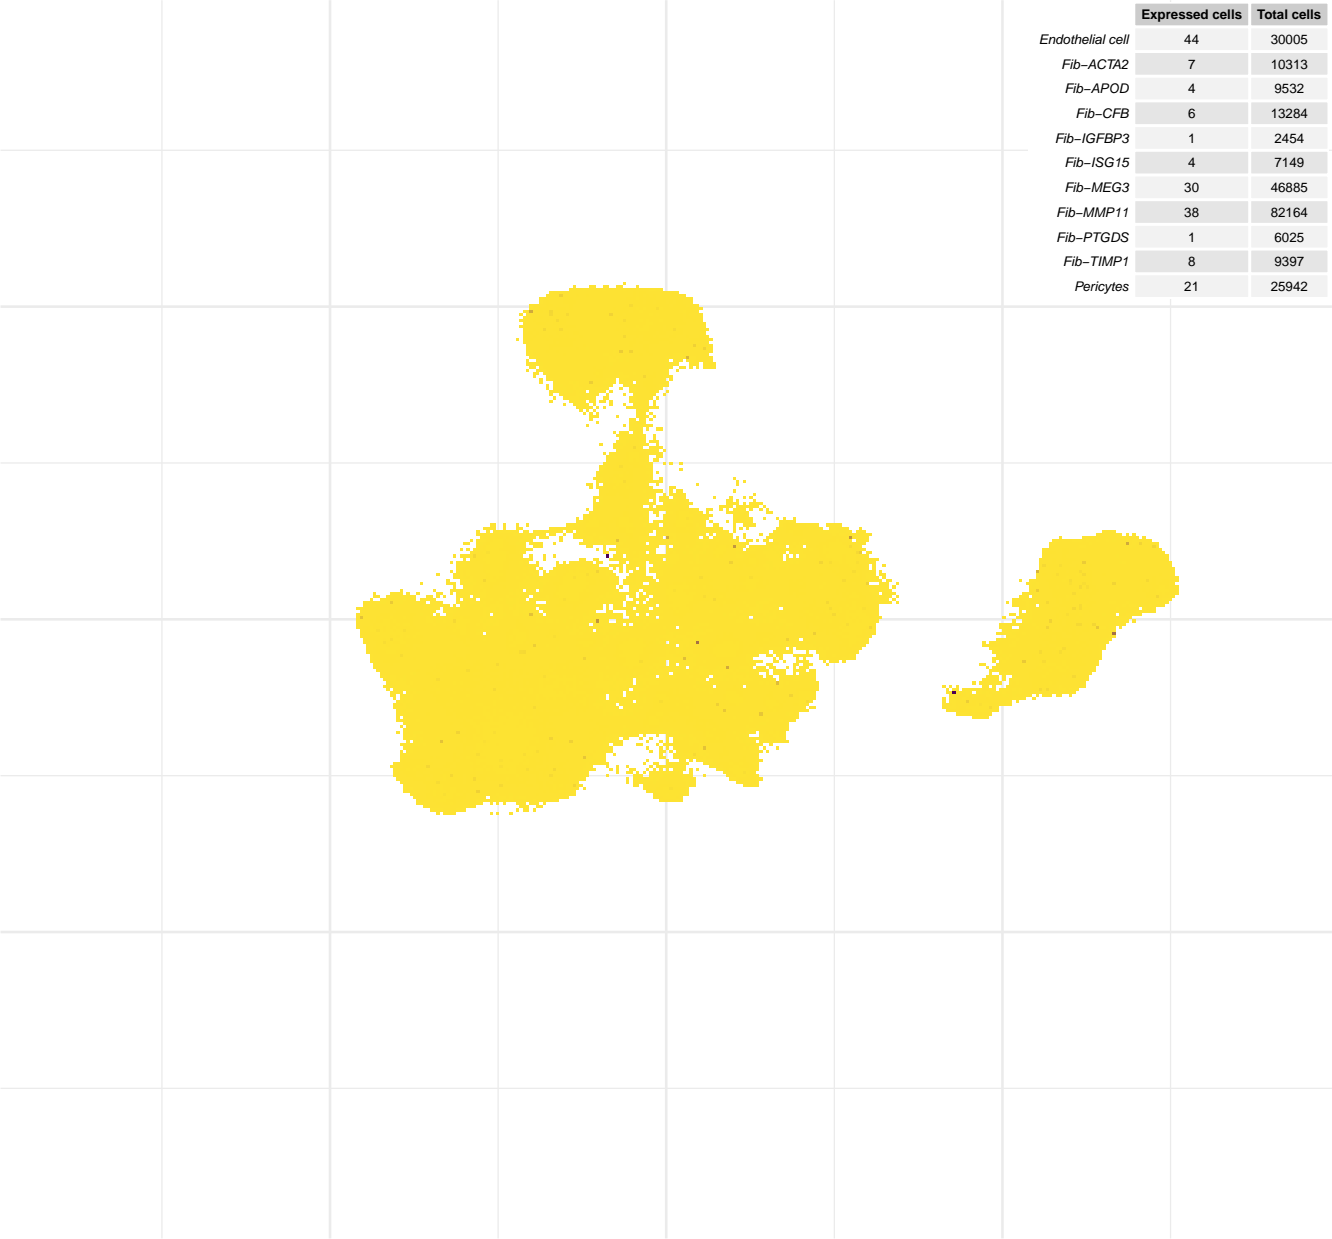 Expressed cells Total cells
Endothelial cell 44 30005
Fib−ACTA2 7 10313
Fib−APOD 4 9532
Fib−CFB 6 13284
Fib−IGFBP3 1 2454
Fib−ISG15 4 7149
Fib−MEG3 30 46885
Fib−MMP11 38 82164
Fib−PTGDS 1 6025
Fib−TIMP1 8 9397
Pericytes 21 25942